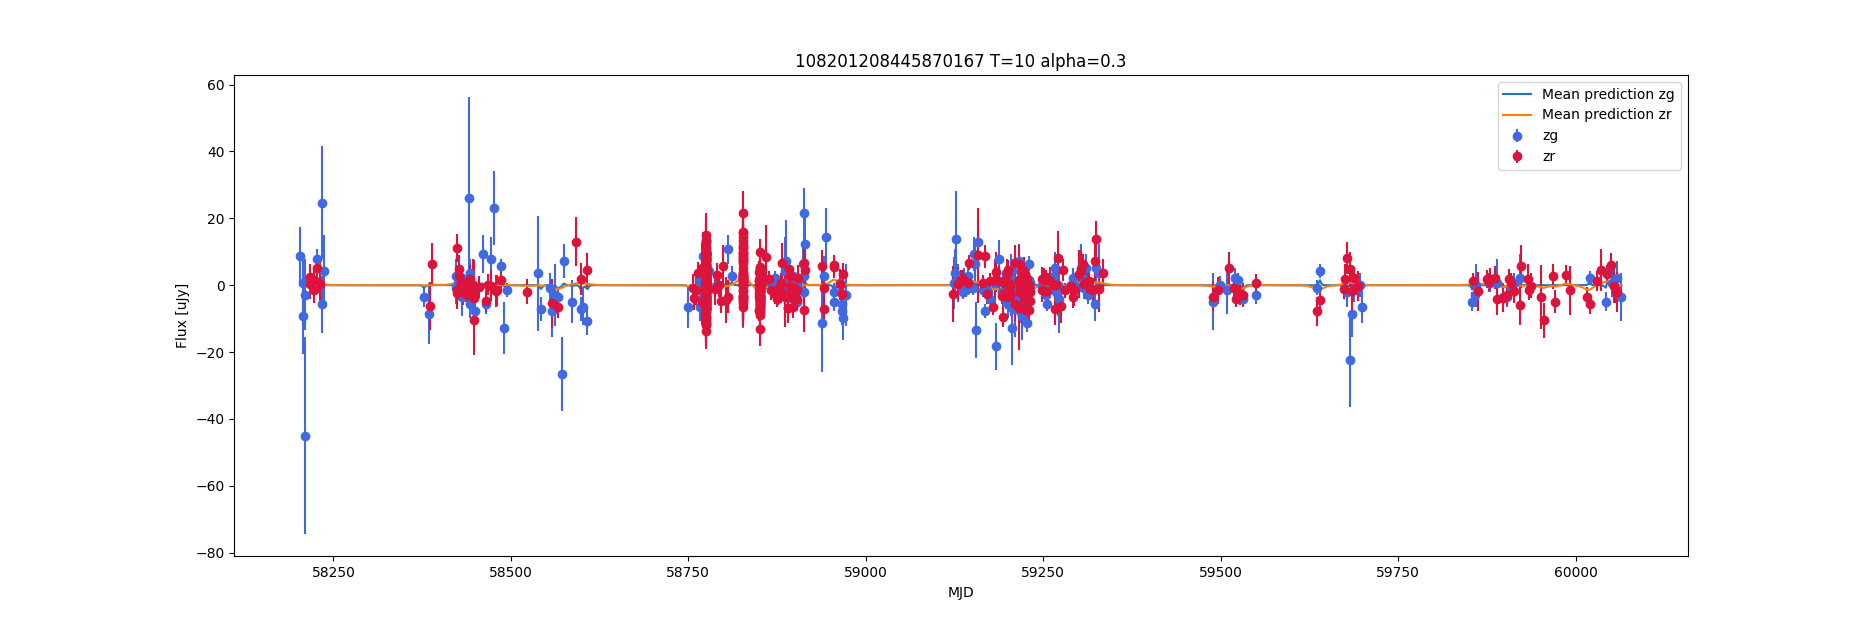 108201208445870167 T=10 alpha=0.3
Mean prediction zg
Mean prediction zr
zg
zr
60
40
20
0
−20
−40
−60
−80
Flux [uJy]
58250 58500 58750 59000 59250 59500 59750 60000
MJD